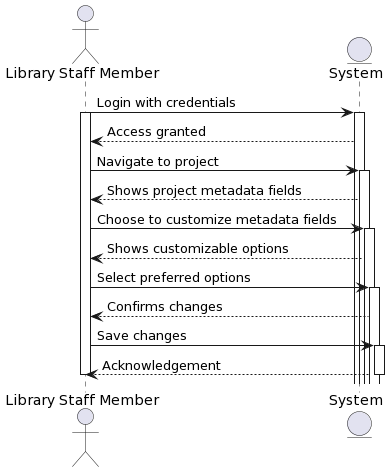 Library Staff Member
System
Login with credentials
Access granted
Navigate to project
Shows project metadata fields
Choose to customize metadata fields
Shows customizable options
Select preferred options
Confirms changes
Save changes
Acknowledgement
Library Staff Member
System